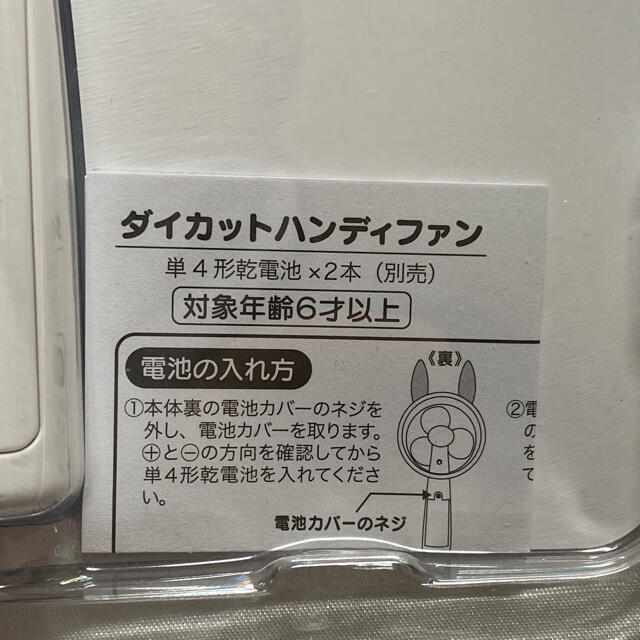 ダイカットハンディファン
単4形乾電池×2本（別売）
対象年齢6才以上
電池の入れ方
①本体裏の電池カバーのネジを
外し、電池カバーを取ります。
⊕と⊖の方向を確認してから
単4形乾電池を入れてくださ
い。
《裏》
電池カバーのネジ
②電
の
を
て